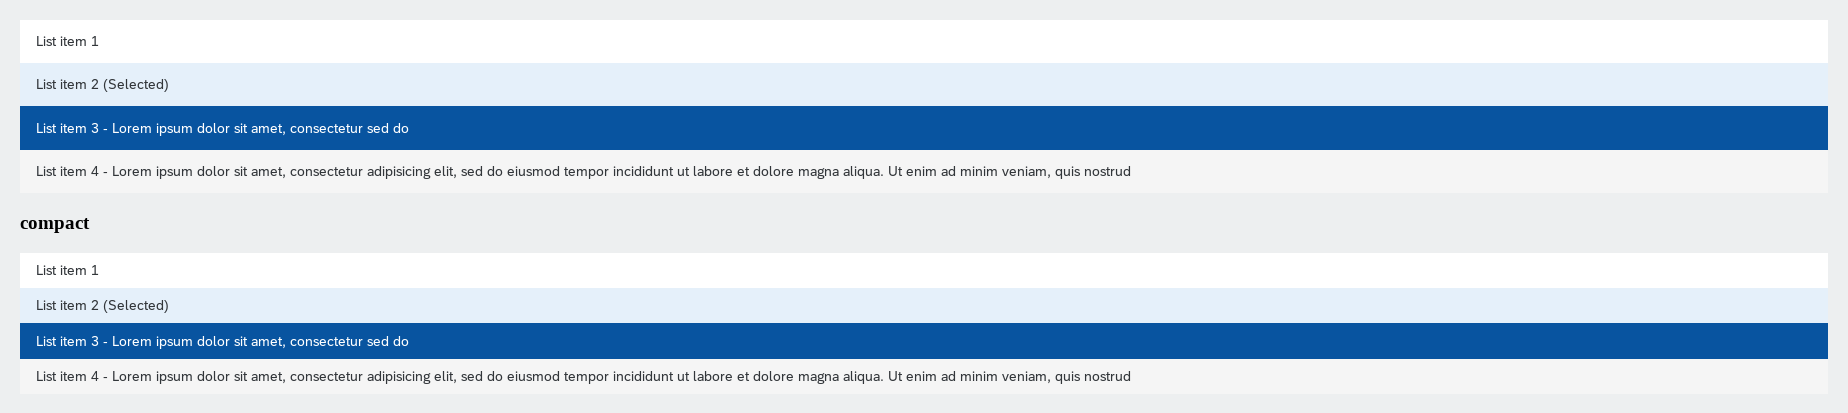 List item 1
List item 2 (Selected)
List item 3 - Lorem ipsum dolor sit amet, consectetur sed do
List item 4 - Lorem ipsum dolor sit amet, consectetur adipisicing elit, sed do eiusmod tempor incididunt ut labore et dolore magna aliqua. Ut enim ad minim veniam, quis nostrud
compact
List item 1
List item 2 (Selected)
List item 3 - Lorem ipsum dolor sit amet, consectetur sed do
List item 4 - Lorem ipsum dolor sit amet, consectetur adipisicing elit, sed do eiusmod tempor incididunt ut labore et dolore magna aliqua. Ut enim ad minim veniam, quis nostrud